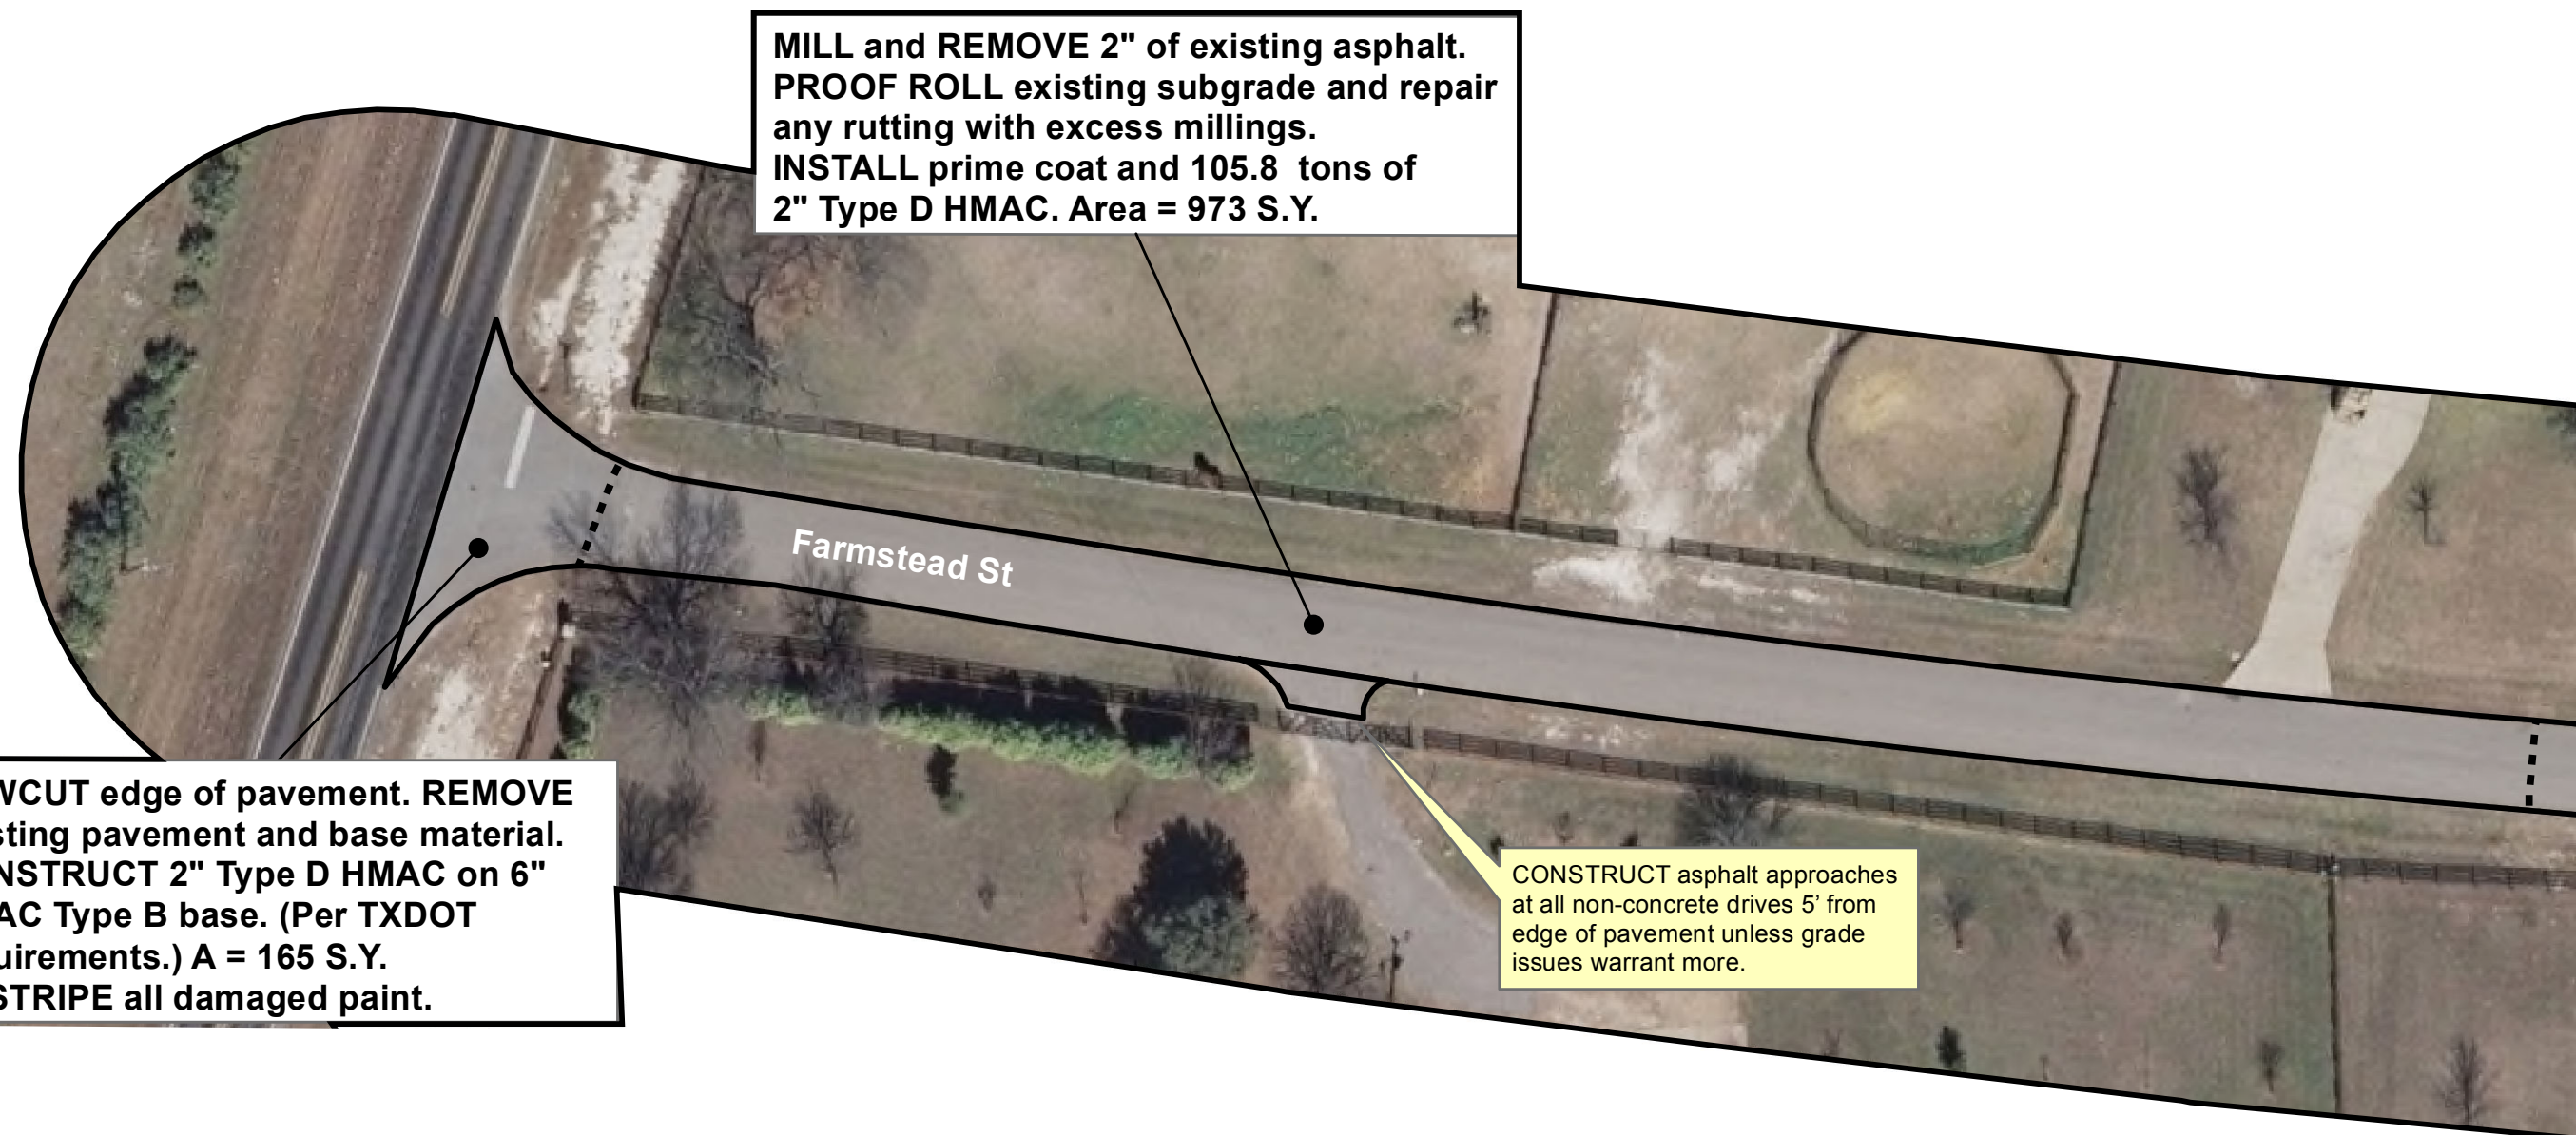 MILL and REMOVE 2" of existing asphalt.
PROOF ROLL existing subgrade and repair
any rutting with excess millings.
INSTALL prime coat and 105.8 tons of
2" Type D HMAC. Area = 973 S.Y.
Farmstead St
WCUT edge of pavement. REMOVE
sting pavement and base material.
NSTRUCT 2" Type D HMAC on 6"
AC Type B base. (Per TXDOT
uirements.) A = 165 S.Y.
STRIPE all damaged paint.
CONSTRUCT asphalt approaches
at all non-concrete drives 5’ from
edge of pavement unless grade
issues warrant more.